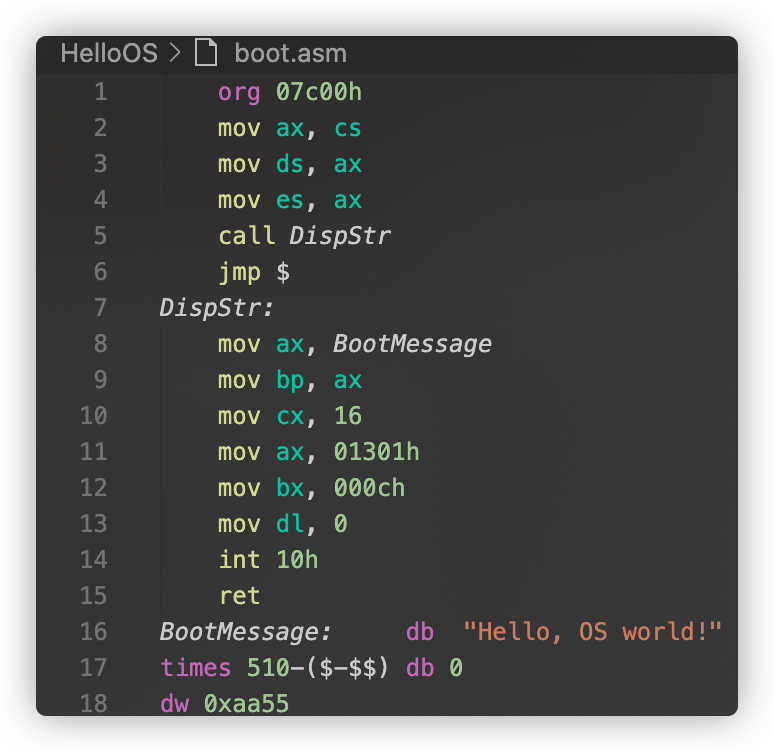 HelloOS > boot.asm
1 org 07c00h
2 mov ax, cs
3 mov ds, ax
4 mov es, ax
5 call DispStr
6 jmp $
7 DispStr:
8 mov ax, BootMessage
9 mov bp, ax
10 mov cx, 16
11 mov ax, 01301h
12 mov bx, 000ch
13 mov dl, 0
14 int 10h
15 ret
16 BootMessage: db "Hello, OS world!"
17 times 510-($-$$) db 0
18 dw 0xaa55